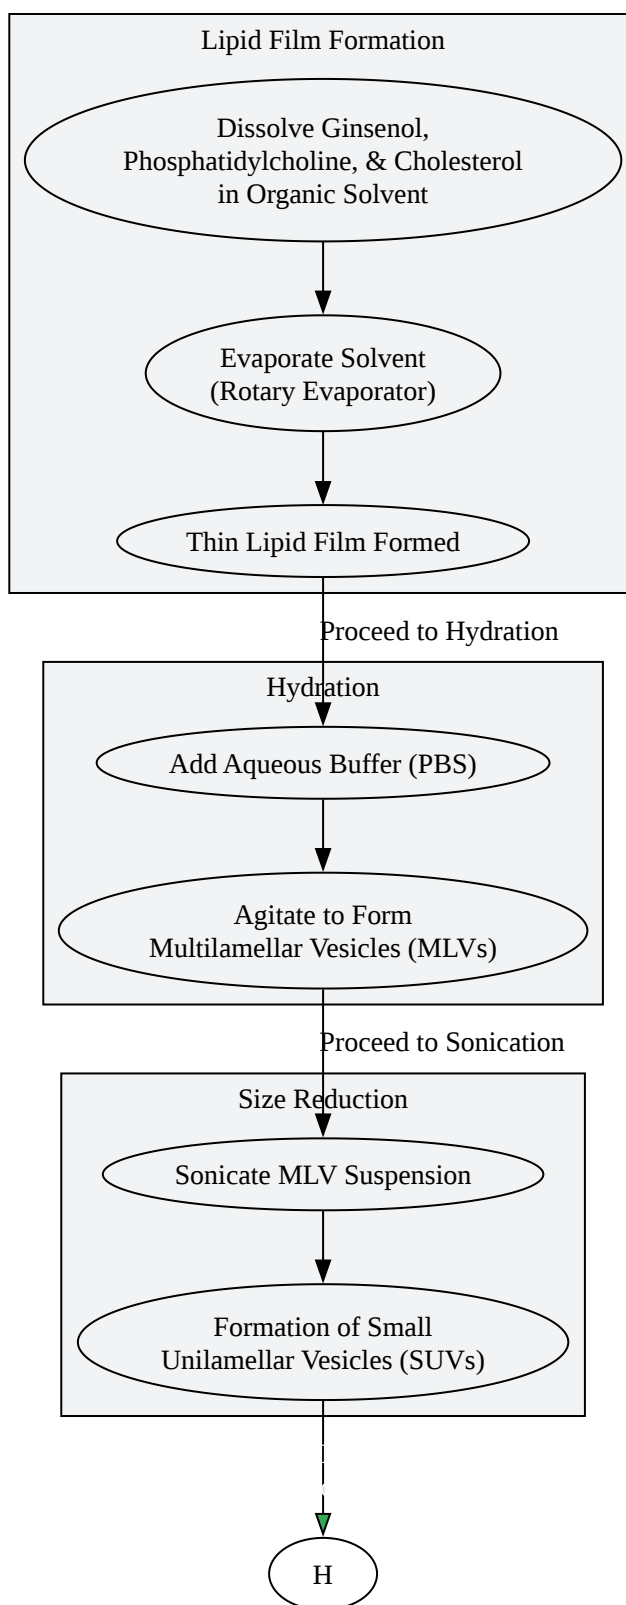 Lipid Film Formation
Dissolve Ginsenol,
Phosphatidylcholine, & Cholesterol
in Organic Solvent
Evaporate Solvent
(Rotary Evaporator)
Thin Lipid Film Formed
Proceed to Hydration
Hydration
Add Aqueous Buffer (PBS)
Agitate to Form
Multilamellar Vesicles (MLVs)
Proceed to Sonication
Size Reduction
Sonicate MLV Suspension
Formation of Small
Unilamellar Vesicles (SUVs)
H